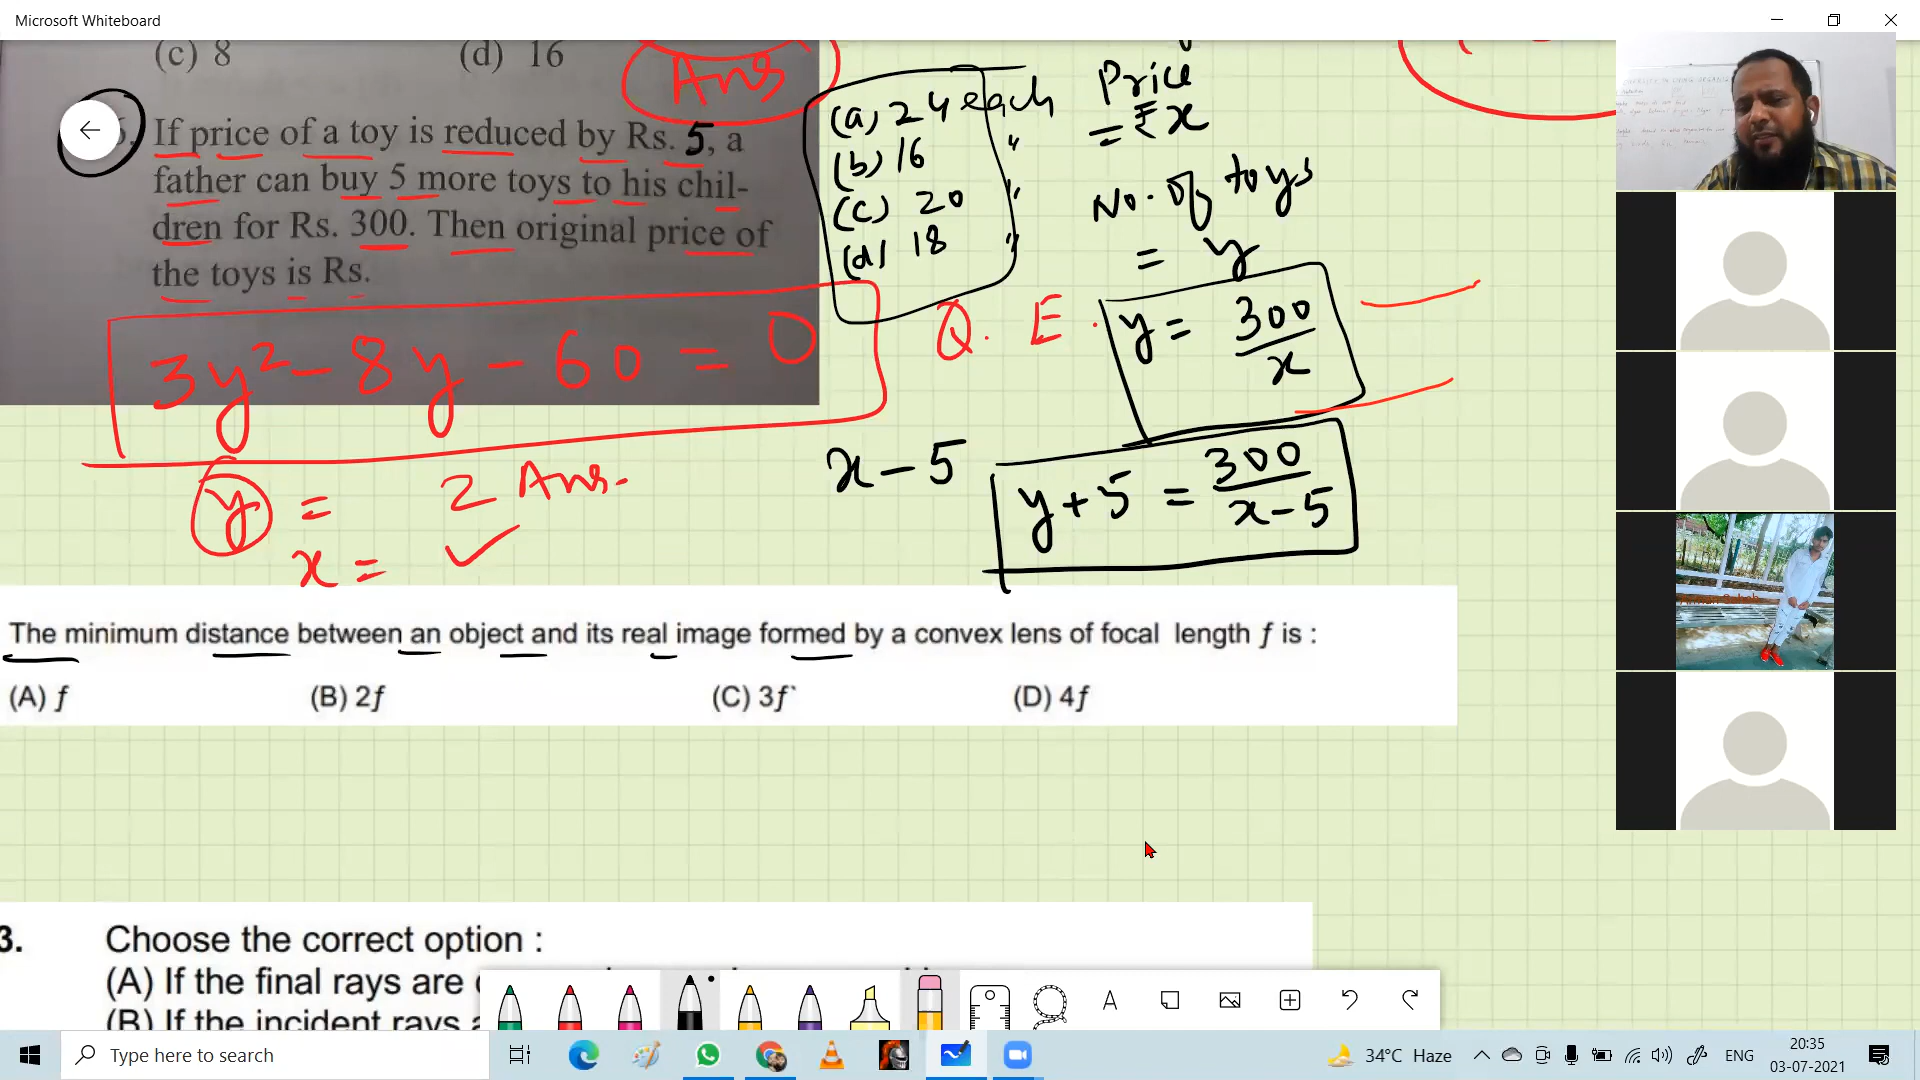 Microsoft Whiteboard
(c) 8 (d) 16
Ans
If price of a toy is reduced by Rs. 5, a
father can buy 5 more toys to his chil-
dren for Rs. 300. Then original price of
the toys is Rs.
(a) 24 each
(b) 16 "
(c) 20 "
(d) 18 "
Price
= ₹ x
No. of toys
= y
Q. E.
y = 300/x
3y² - 8y - 60 = 0
x - 5
y + 5 = 300/x-5
y = 2 Ans.
x = ✓
The minimum distance between an object and its real image formed by a convex lens of focal length f is :
(A) f (B) 2f (C) 3f (D) 4f
3. Choose the correct option :
(A) If the final rays are
(B) If the incident rays
Type here to search
34°C Haze
ENG
20:35
03-07-2021